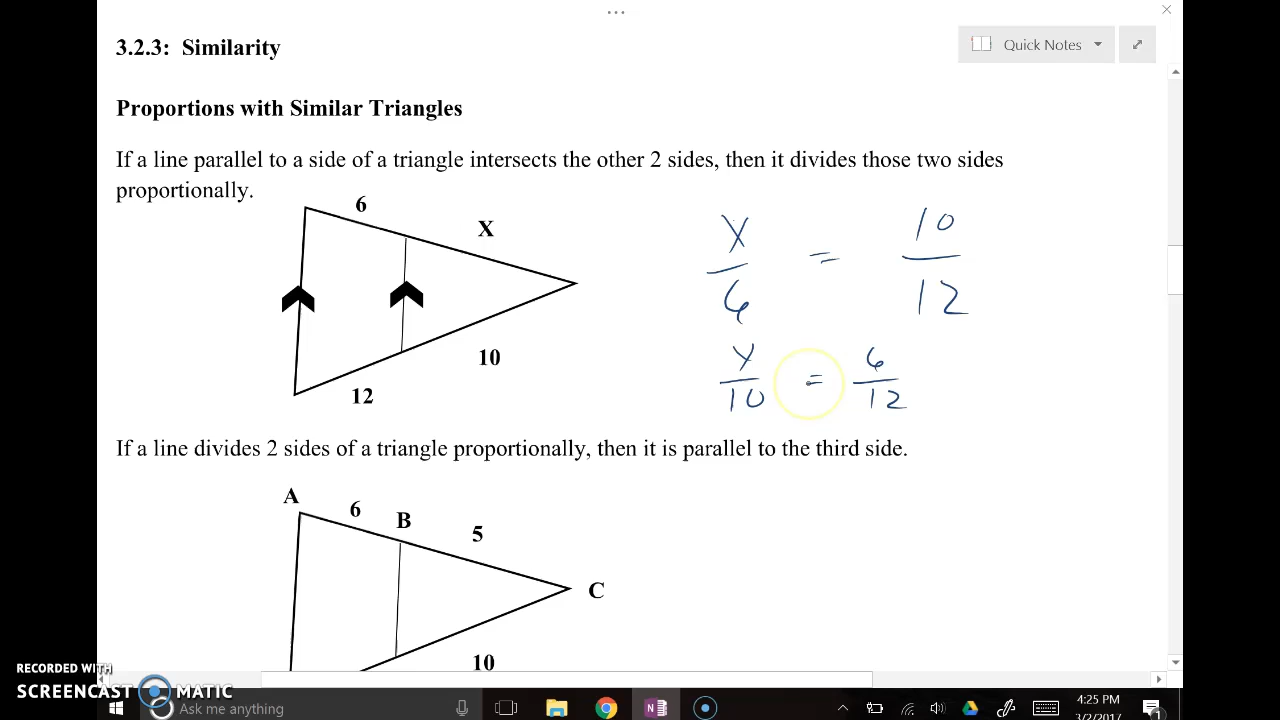 3.2.3: Similarity
Quick Notes
Proportions with Similar Triangles
If a line parallel to a side of a triangle intersects the other 2 sides, then it divides those two sides
proportionally.
6
X
10
12
X/6 = 10/12
X/10 = 6/12
If a line divides 2 sides of a triangle proportionally, then it is parallel to the third side.
A
6
B
5
C
10
RECORDED WITH
SCREENCAST MATIC
Ask me anything
4:25 PM
3/2/2017